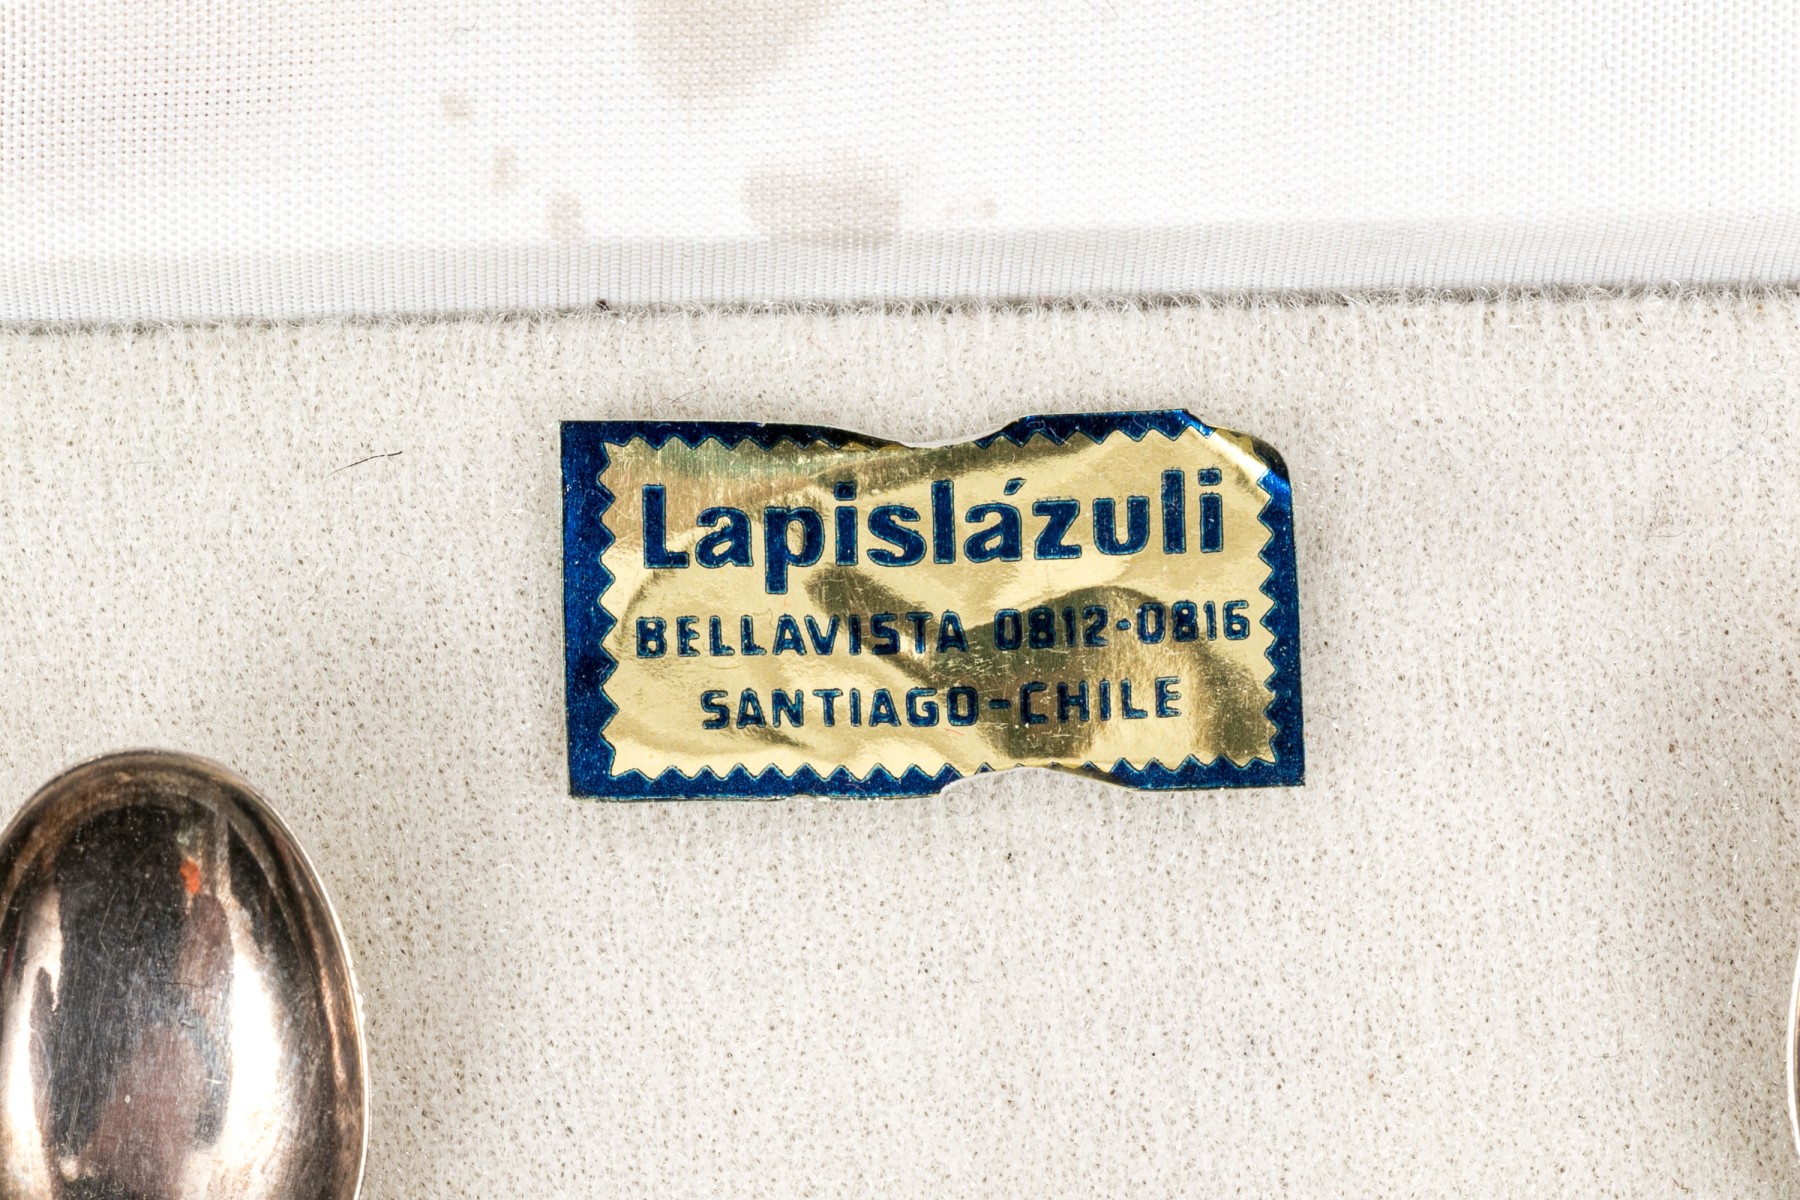 Lapislázuli
BELLAVISTA 0812-0816
SANTIAGO-CHILE